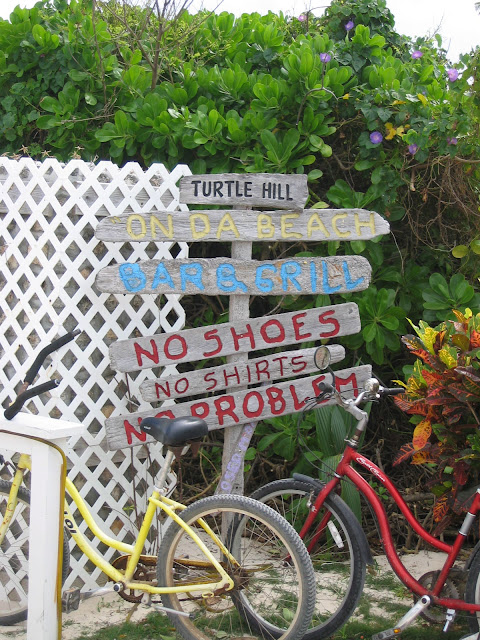 TURTLE HILL
ON DA BEACH
BAR & GRILL
NO SHOES
NO SHIRTS
NO PROBLEM